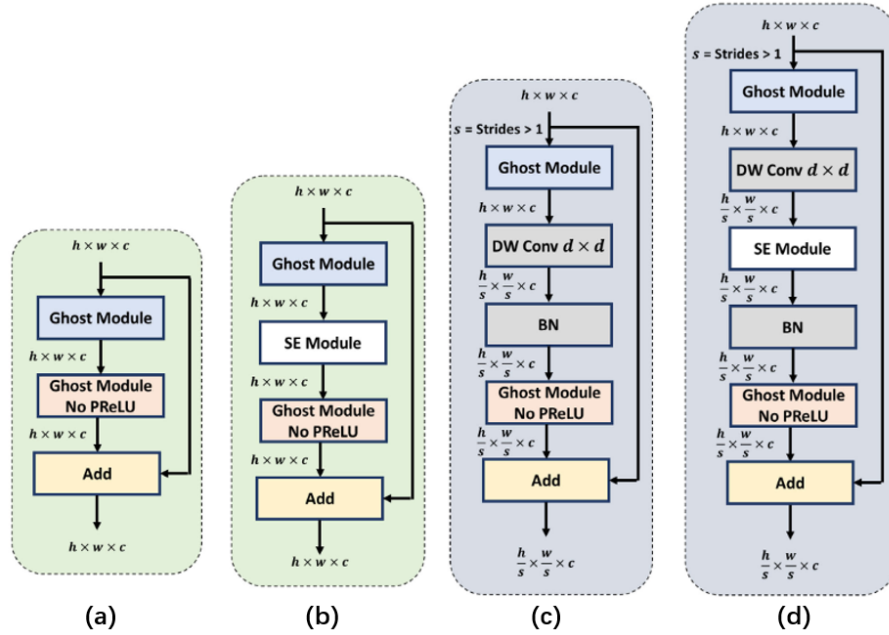 h × w × c
Ghost Module
h × w × c
Ghost Module
No PReLU
h × w × c
Add
h × w × c
(a)
h × w × c
Ghost Module
h × w × c
SE Module
h × w × c
Ghost Module
No PReLU
h × w × c
Add
h × w × c
(b)
h × w × c
s = Strides > 1
Ghost Module
h × w × c
DW Conv d × d
h/s × w/s × c
BN
h/s × w/s × c
Ghost Module
No PReLU
h/s × w/s × c
Add
h/s × w/s × c
(c)
h × w × c
s = Strides > 1
Ghost Module
h × w × c
DW Conv d × d
h/s × w/s × c
SE Module
h/s × w/s × c
BN
h/s × w/s × c
Ghost Module
No PReLU
h/s × w/s × c
Add
h/s × w/s × c
(d)